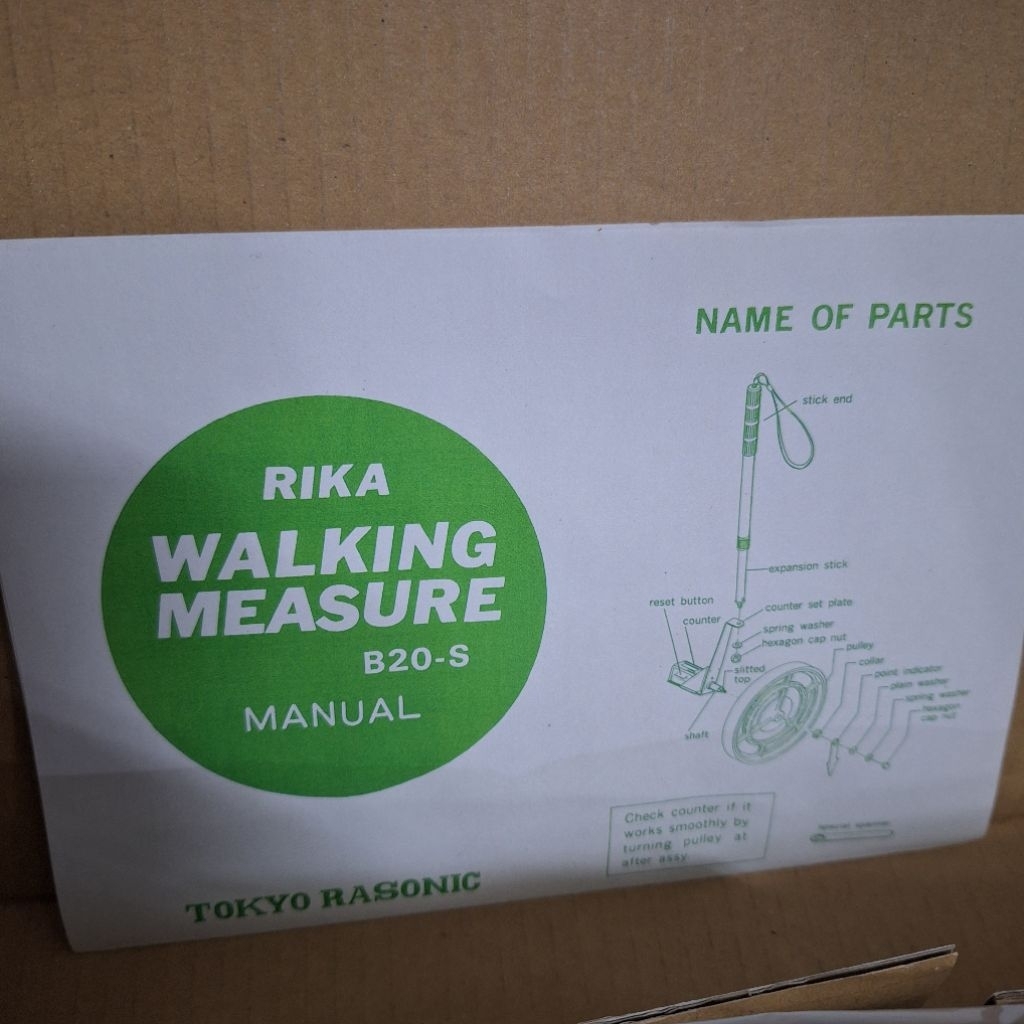 RIKA
WALKING
MEASURE
B20-S
MANUAL
TOKYO RASONIC
NAME OF PARTS
stick end
expansion stick
reset button
counter set plate
counter
spring washer
hexagon cap nut
slitted
top
pulley
collar
point indicator
plain washer
spring washer
hexagon
cap nut
shaft
Check counter if it
works smoothly by
turning pulley at
after assy.
special spanner